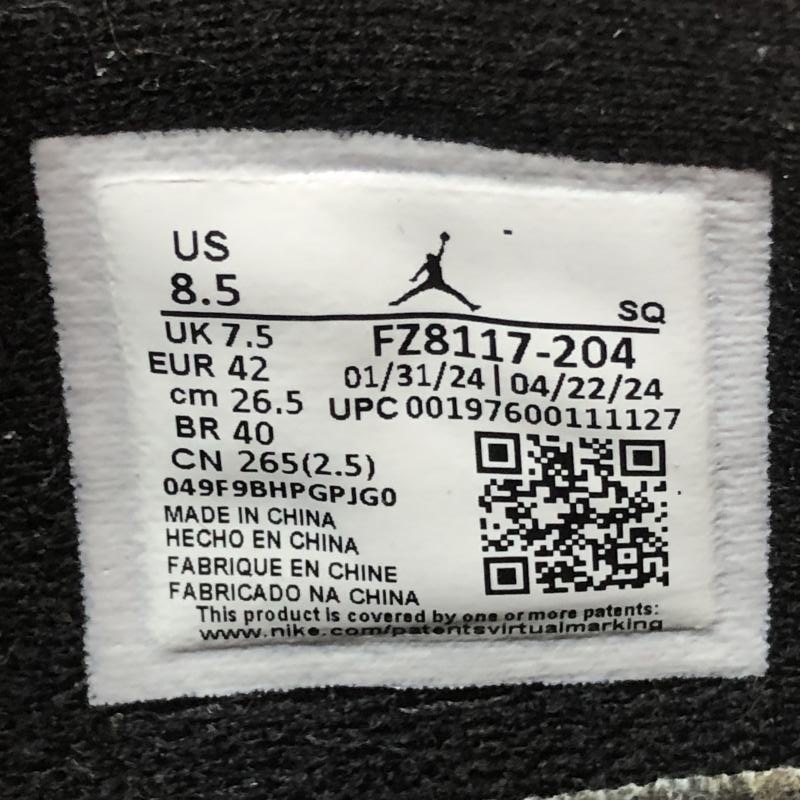 US
8.5
SQ
UK 7.5
FZ8117-204
EUR 42
01/31/24 | 04/22/24
cm 26.5
UPC 00197600111127
BR 40
CN 265(2.5)
049F9BHPGPJG0
MADE IN CHINA
HECHO EN CHINA
FABRIQUE EN CHINE
FABRICADO NA CHINA
This product is covered by one or more patents:
www.nike.com/patentsvirtualmarking